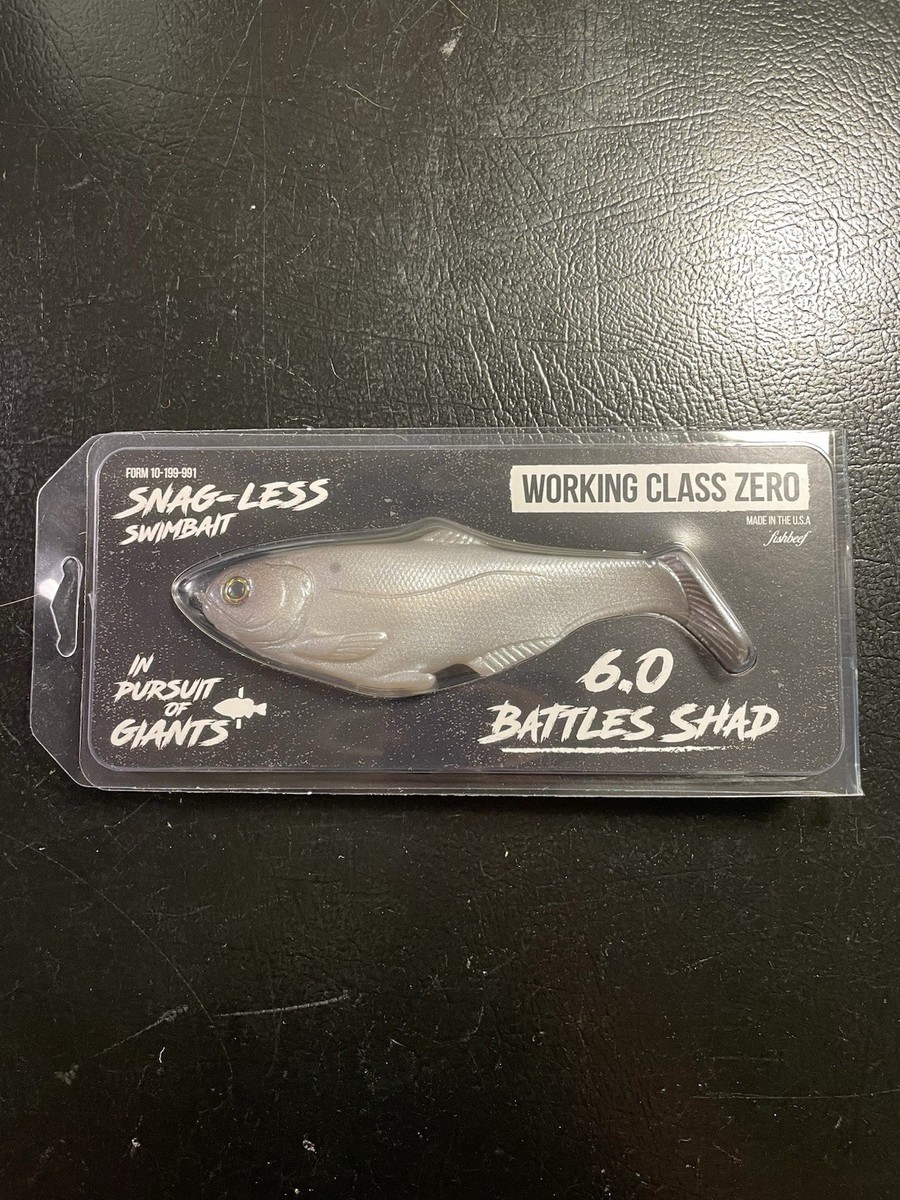 FORM 10-199-991
SNAG-LESS
SWIMBAIT
WORKING CLASS ZERO
MADE IN THE U.S.A
fishbeef
IN
PURSUIT
OF
GIANTS
6.0
BATTLES SHAD